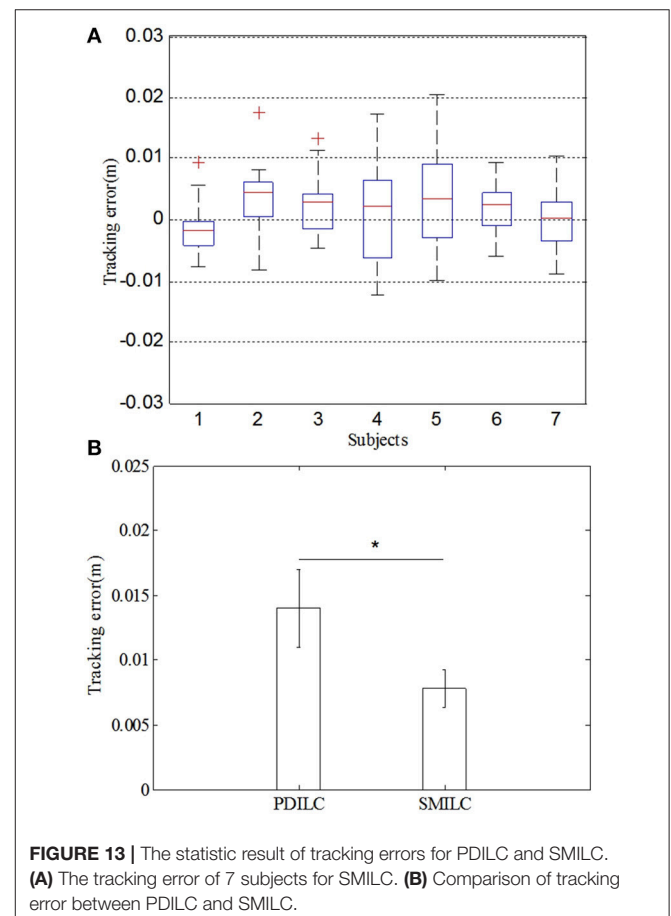 A
0.03
0.02
0.01
0
-0.01
-0.02
-0.03
Tracking error(m)
1 2 3 4 5 6 7
Subjects
B
0.025
0.02
0.015
0.01
0.005
0
Tracking error(m)
*
PDILC SMILC
FIGURE 13 | The statistic result of tracking errors for PDILC and SMILC.
(A) The tracking error of 7 subjects for SMILC. (B) Comparison of tracking
error between PDILC and SMILC.